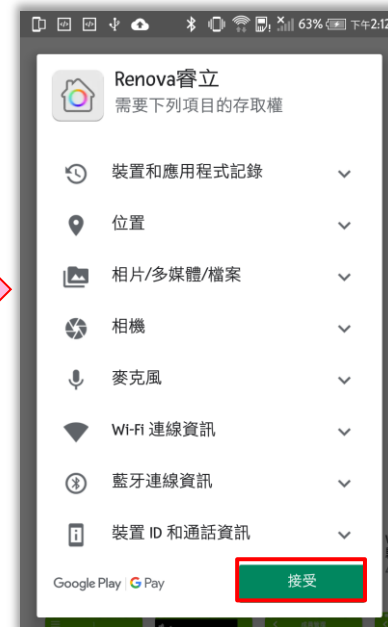 63% 下午2:12
Renova睿立
需要下列項目的存取權
裝置和應用程式記錄
位置
相片/多媒體/檔案
相機
麥克風
Wi-Fi 連線資訊
藍牙連線資訊
裝置 ID 和通話資訊
Google Play | G Pay
接受